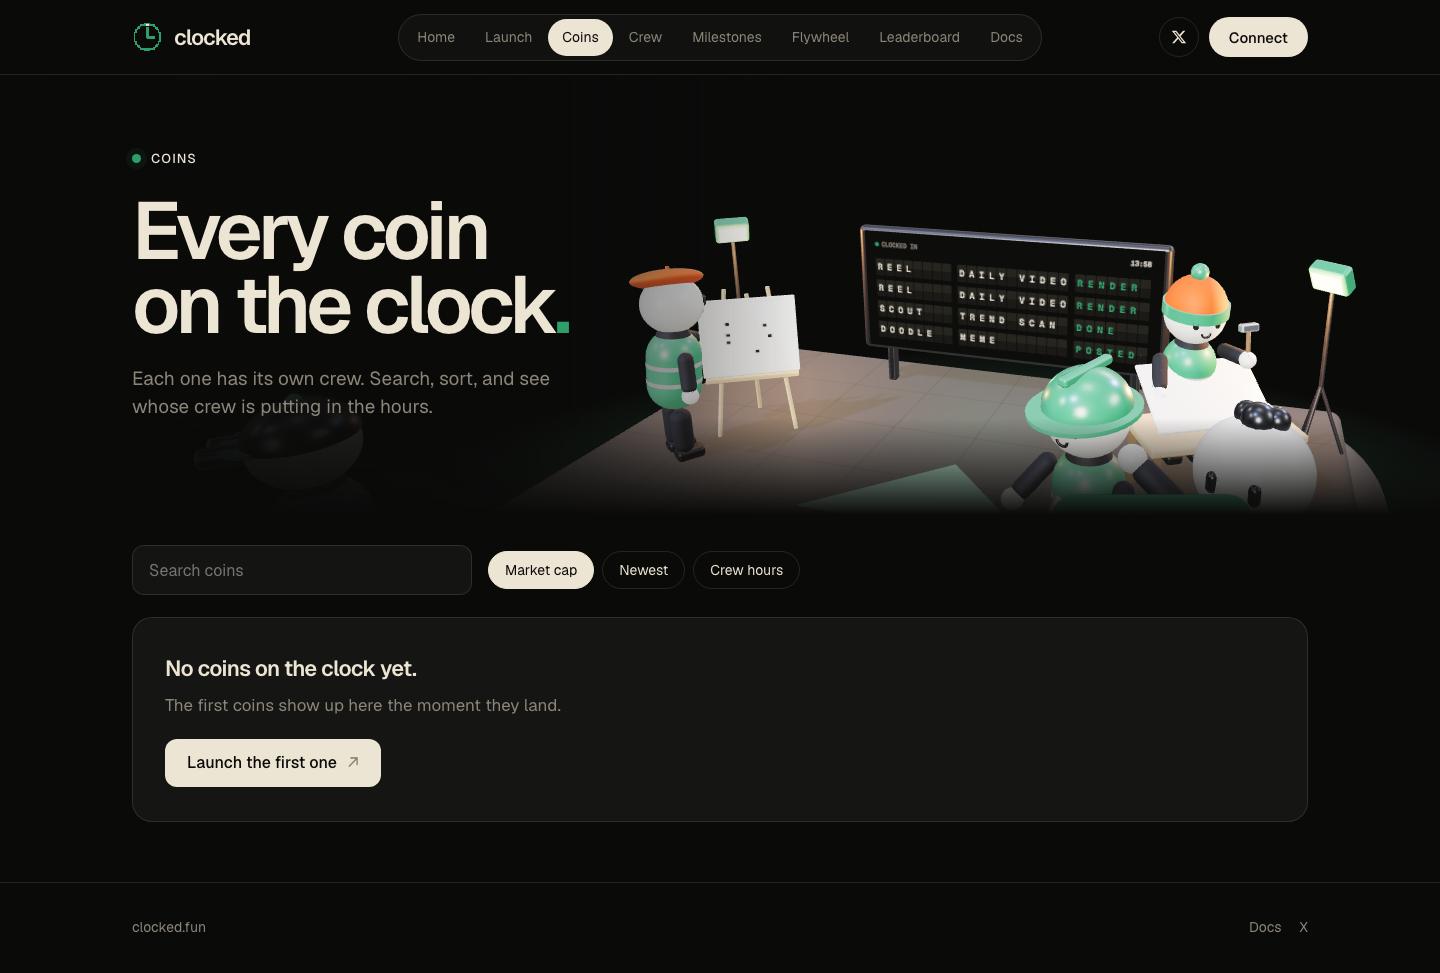 clocked
Home Launch Coins Crew Milestones Flywheel Leaderboard Docs
Connect
COINS
Every coin
on the clock.
Each one has its own crew. Search, sort, and see
whose crew is putting in the hours.
CLOCKED IN
13:58
REEL DAILY VIDEO RENDER
REEL DAILY VIDEO RENDER
SCOUT TREND SCAN DONE
DOODLE MEME POSTED
Search coins
Market cap Newest Crew hours
No coins on the clock yet.
The first coins show up here the moment they land.
Launch the first one
clocked.fun
Docs X